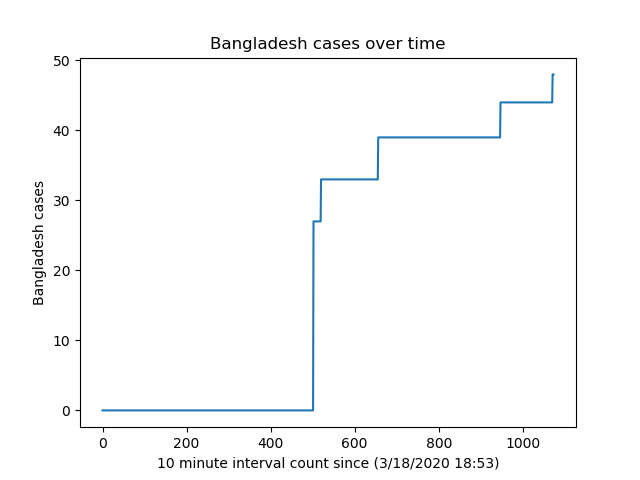 Bangladesh cases over time
50
40
30
20
10
0
Bangladesh cases
0 200 400 600 800 1000
10 minute interval count since (3/18/2020 18:53)